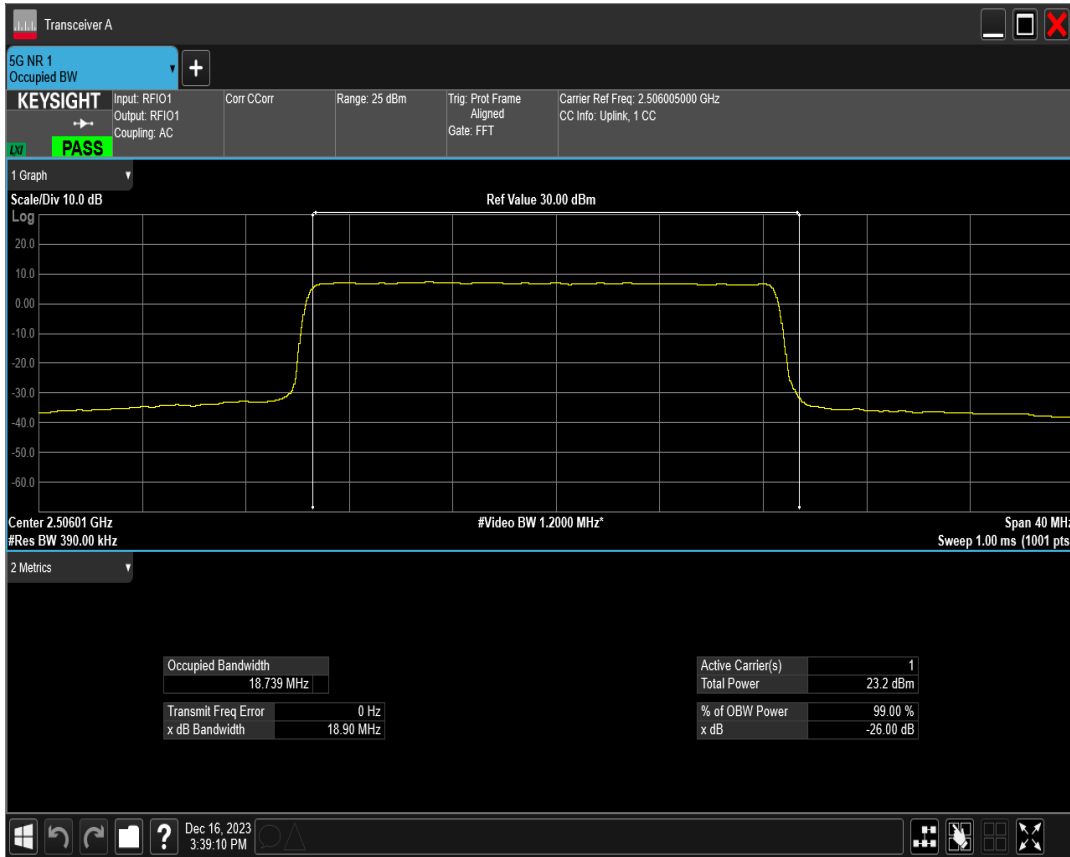 Transceiver A
5G NR 1
Occupied BW
+
KEYSIGHT
LXI
PASS
Input: RFIO1
Output: RFIO1
Coupling: AC
Corr CCorr
Range: 25 dBm
Trig: Prot Frame
Aligned
Gate: FFT
Carrier Ref Freq: 2.506005000 GHz
CC Info: Uplink, 1 CC
1 Graph
Scale/Div 10.0 dB
Ref Value 30.00 dBm
Log
20.0
10.0
0.00
-10.0
-20.0
-30.0
-40.0
-50.0
-60.0
Center 2.50601 GHz
#Video BW 1.2000 MHz*
Span 40 MHz
#Res BW 390.00 kHz
Sweep 1.00 ms (1001 pts
2 Metrics
Occupied Bandwidth
18.739 MHz
Transmit Freq Error 0 Hz
x dB Bandwidth 18.90 MHz
Active Carrier(s) 1
Total Power 23.2 dBm
% of OBW Power 99.00 %
x dB -26.00 dB
?
Dec 16, 2023
3:39:10 PM